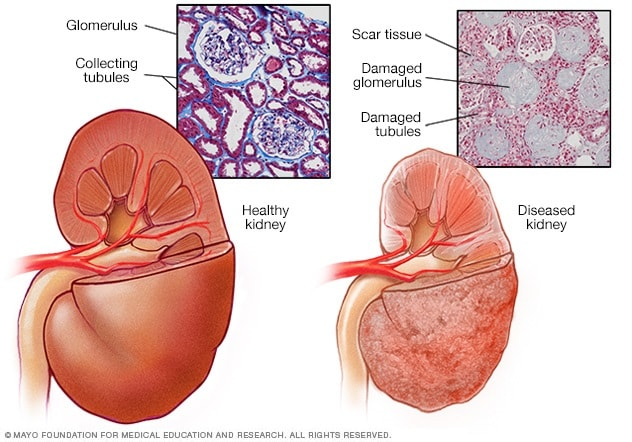 Glomerulus
Collecting
tubules
Healthy
kidney
Scar tissue
Damaged
glomerulus
Damaged
tubules
Diseased
kidney
© MAYO FOUNDATION FOR MEDICAL EDUCATION AND RESEARCH. ALL RIGHTS RESERVED.